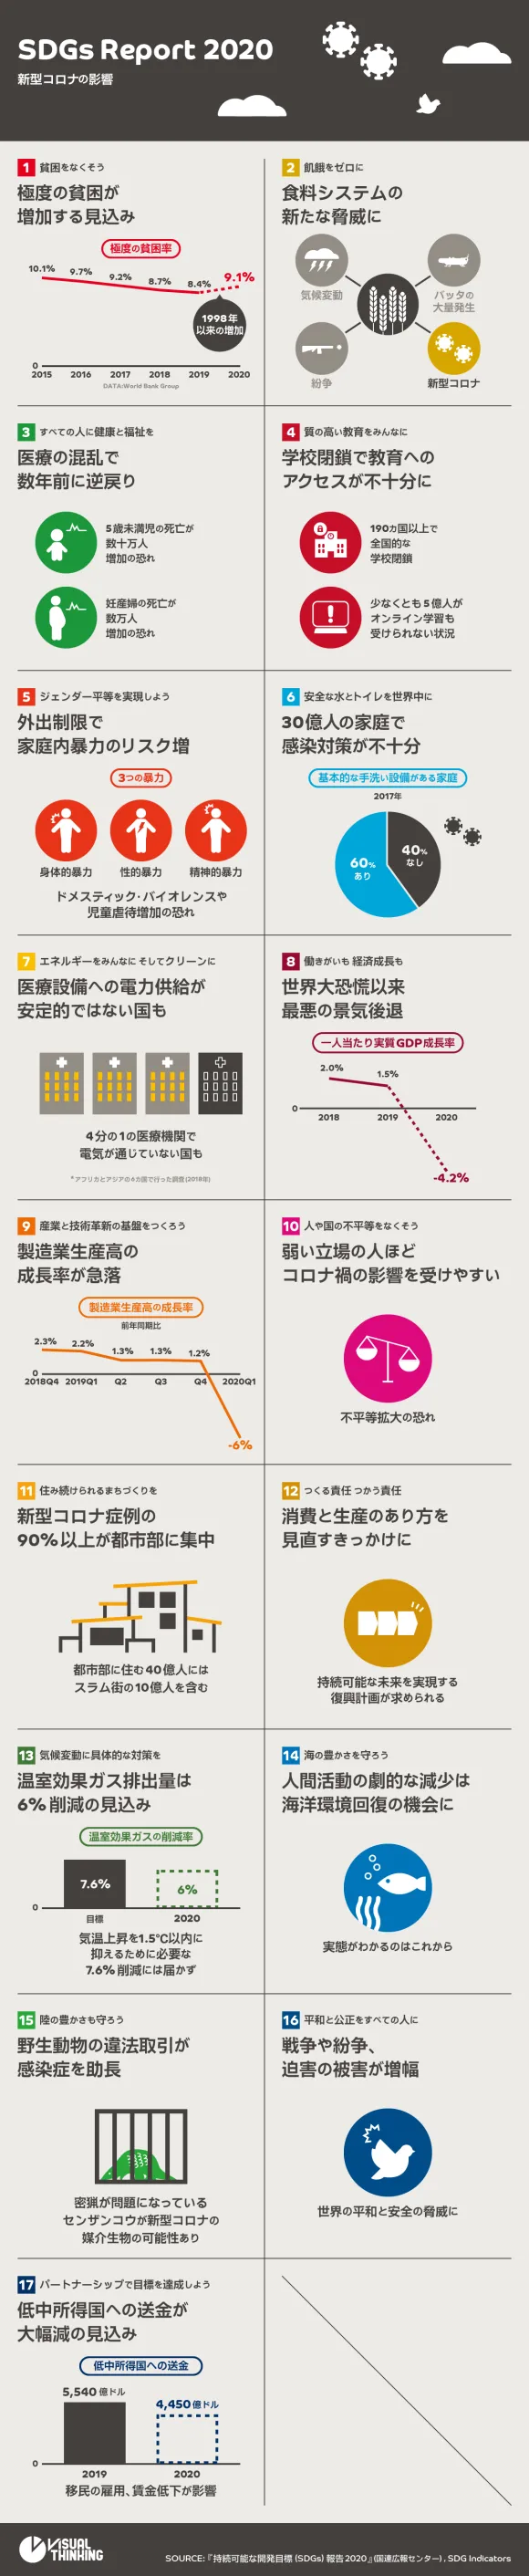 SDGs Report 2020
新型コロナの影響
1 貧困をなくそう
極度の貧困が
増加する見込み
極度の貧困率
10.1%
9.7%
9.2%
8.7%
8.4%
9.1%
1998年
以来の増加
0
2015 2016 2017 2018 2019 2020
DATA:World Bank Group
2 飢餓をゼロに
食料システムの
新たな脅威に
気候変動
バッタの
大量発生
紛争
新型コロナ
3 すべての人に健康と福祉を
医療の混乱で
数年前に逆戻り
5歳未満児の死亡が
数十万人
増加の恐れ
妊産婦の死亡が
数万人
増加の恐れ
4 質の高い教育をみんなに
学校閉鎖で教育への
アクセスが不十分に
190カ国以上で
全国的な
学校閉鎖
少なくとも5億人が
オンライン学習も
受けられない状況
5 ジェンダー平等を実現しよう
外出制限で
家庭内暴力のリスク増
3つの暴力
身体的暴力 性的暴力 精神的暴力
ドメスティック・バイオレンスや
児童虐待増加の恐れ
6 安全な水とトイレを世界中に
30億人の家庭で
感染対策が不十分
基本的な手洗い設備がある家庭
2017年
60%
あり
40%
なし
7 エネルギーをみんなに そしてクリーンに
医療設備への電力供給が
安定的ではない国も
4分の1の医療機関で
電気が通じていない国も
*アフリカとアジアの6カ国で行った調査(2018年)
8 働きがいも 経済成長も
世界大恐慌以来
最悪の景気後退
一人当たり実質GDP成長率
2.0%
1.5%
0
2018 2019 2020
-4.2%
9 産業と技術革新の基盤をつくろう
製造業生産高の
成長率が急落
製造業生産高の成長率
前年同期比
2.3% 2.2% 1.3% 1.3% 1.2%
0
2018Q4 2019Q1 Q2 Q3 Q4 2020Q1
-6%
10 人や国の不平等をなくそう
弱い立場の人ほど
コロナ禍の影響を受けやすい
不平等拡大の恐れ
11 住み続けられるまちづくりを
新型コロナ症例の
90%以上が都市部に集中
都市部に住む40億人には
スラム街の10億人を含む
12 つくる責任 つかう責任
消費と生産のあり方を
見直すきっかけに
持続可能な未来を実現する
復興計画が求められる
13 気候変動に具体的な対策を
温室効果ガス排出量は
6%削減の見込み
温室効果ガスの削減率
7.6%
6%
0
目標 2020
気温上昇を1.5℃以内に
抑えるために必要な
7.6%削減には届かず
14 海の豊かさを守ろう
人間活動の劇的な減少は
海洋環境回復の機会に
実態がわかるのはこれから
15 陸の豊かさも守ろう
野生動物の違法取引が
感染症を助長
密猟が問題になっている
センザンコウが新型コロナの
媒介生物の可能性あり
16 平和と公正をすべての人に
戦争や紛争、
迫害の被害が増幅
世界の平和と安全の脅威に
17 パートナーシップで目標を達成しよう
低中所得国への送金が
大幅減の見込み
低中所得国への送金
5,540億ドル
4,450億ドル
0
2019 2020
移民の雇用、賃金低下が影響
VISUAL
THINKING
SOURCE:『持続可能な開発目標(SDGs)報告2020』(国連広報センター), SDG Indicators